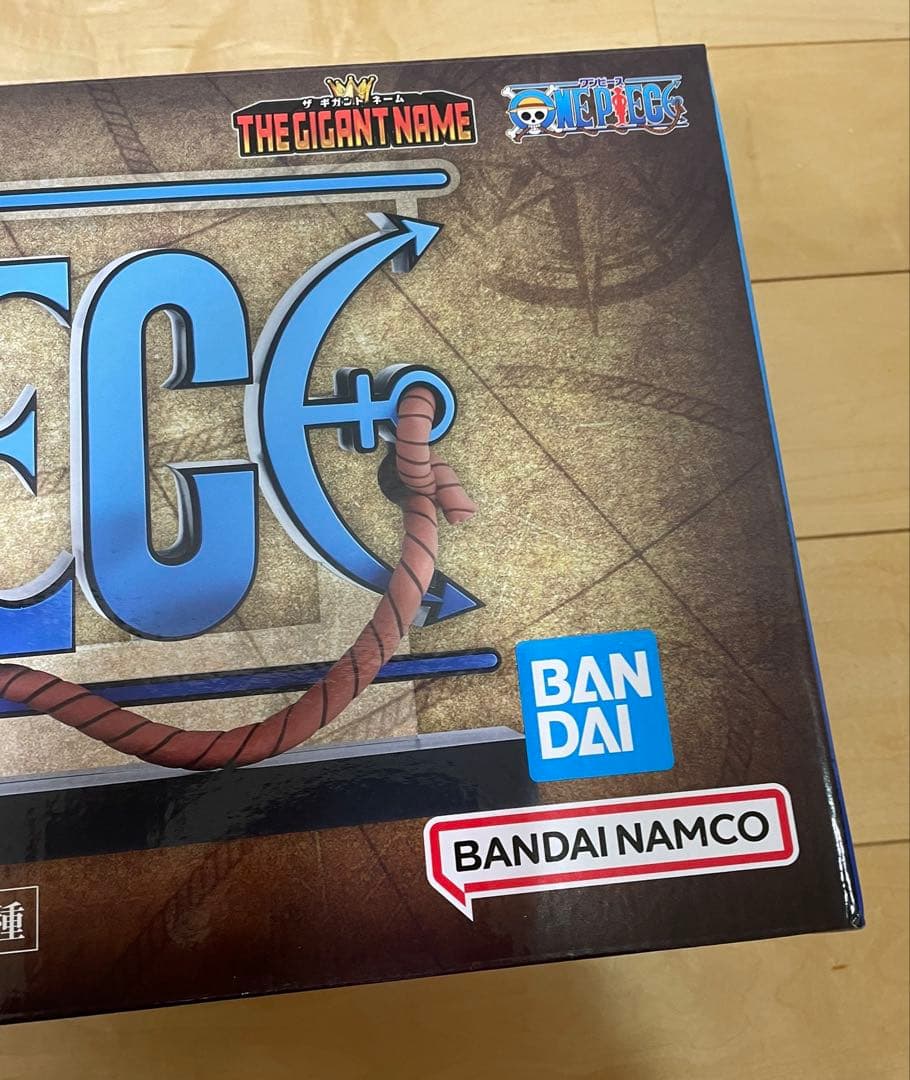 ザ ギガント ネーム
THE GIGANT NAME
ワンピース
ONE PIECE
ECE
BAN
DAI
BANDAI NAMCO
種